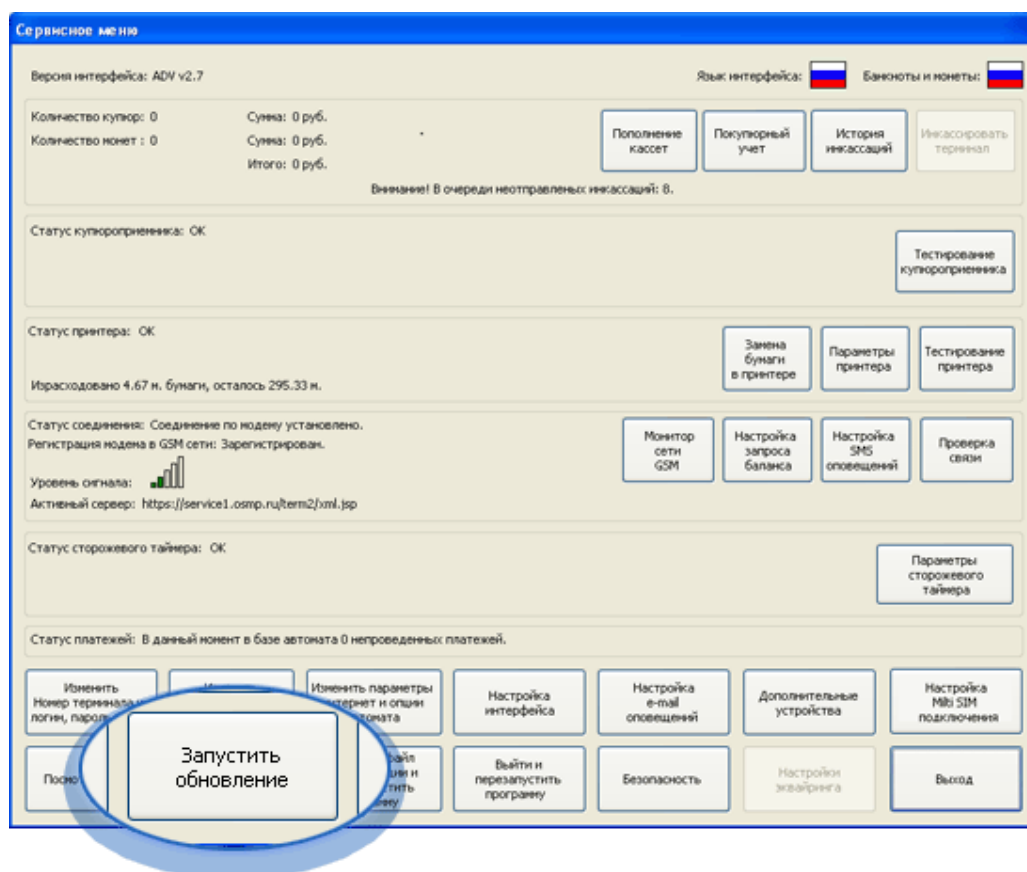 Сервисное меню
Версия интерфейса: ADV v2.7
Язык интерфейса:
Банкноты и монеты:
Количество купюр: 0
Сумма: 0 руб.
Количество монет : 0
Сумма: 0 руб.
Итого: 0 руб.
Пополнение
кассет
Покупюрный
учет
История
инкассаций
Инкассировать
терминал
Внимание! В очереди неотправленых инкассаций: 8.
Статус купюроприемника: OK
Тестирование
купюроприемника
Статус принтера: OK
Замена
бумаги
в принтере
Параметры
принтера
Тестирование
принтера
Израсходовано 4.67 м. бумаги, осталось 295.33 м.
Статус соединения: Соединение по модему установлено.
Регистрация модема в GSM сети: Зарегистрирован.
Уровень сигнала:
Активный сервер: https://service1.osmp.ru/term2/xml.jsp
Монитор
сети
GSM
Настройка
запроса
баланса
Настройка
SMS
оповещений
Проверка
связи
Статус сторожевого таймера: OK
Параметры
сторожевого
таймера
Статус платежей: В данный момент в базе автомата 0 непроведенных платежей.
Изменить
Номер терминала
логин,
Изменить параметры
и опции
Настройка
интерфейса
Настройка
e-mail
оповещений
Дополнительные
устройства
Настройка
Milti SIM
подключения
Запустить
обновление
Выйти и
перезапустить
программу
Безопасность
Настройки
эквайринга
Выход